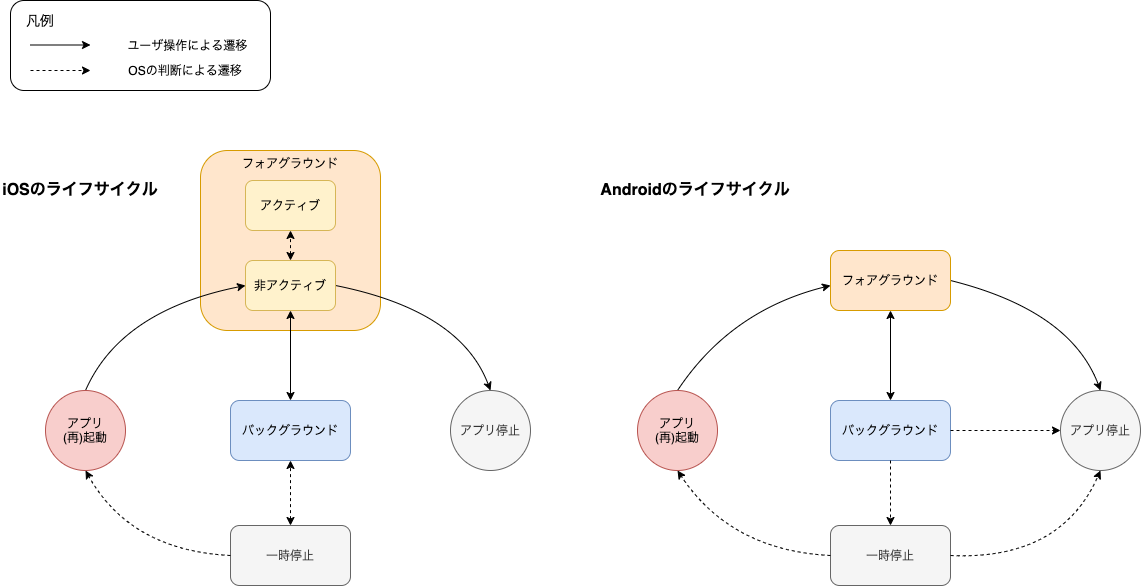 凡例
ユーザ操作による遷移
OSの判断による遷移
iOSのライフサイクル
フォアグラウンド
アクティブ
非アクティブ
アプリ
(再)起動
バックグラウンド
アプリ停止
一時停止
Androidのライフサイクル
フォアグラウンド
アプリ
(再)起動
バックグラウンド
アプリ停止
一時停止